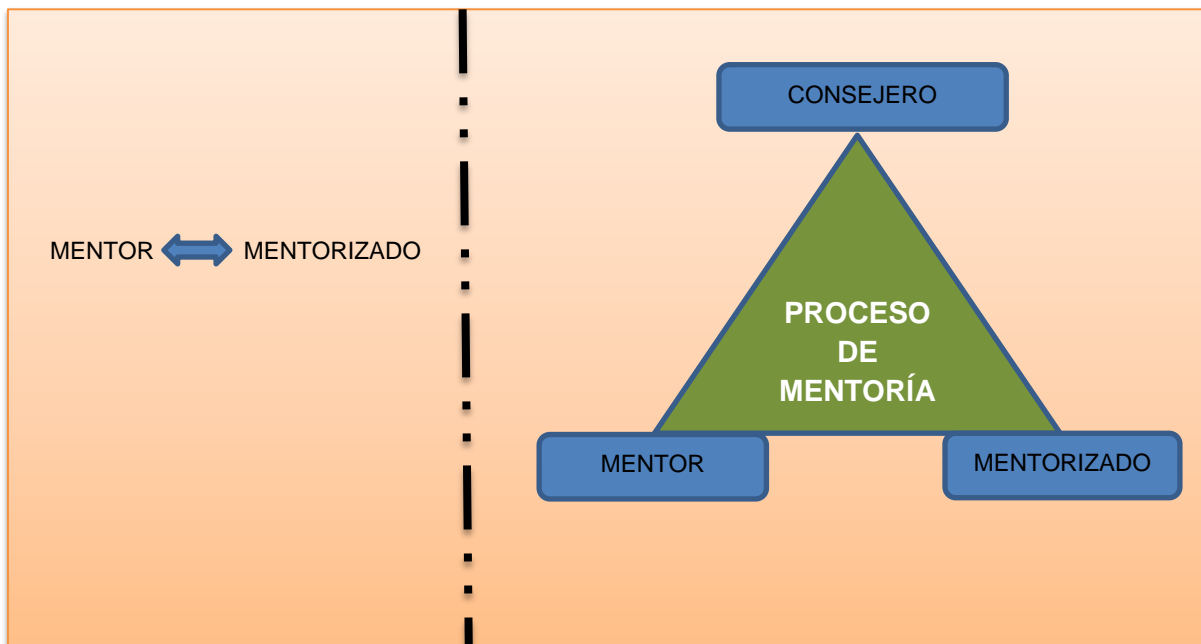 MENTOR MENTORIZADO
CONSEJERO
PROCESO
DE
MENTORÍA
MENTOR
MENTORIZADO